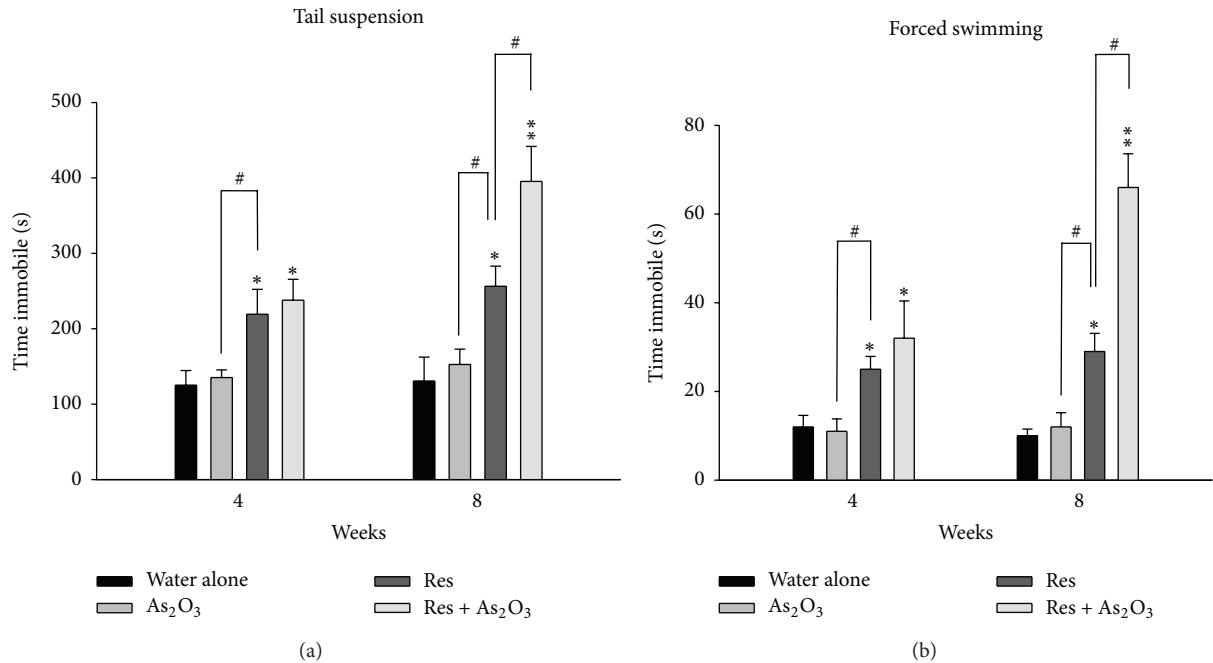 Tail suspension
500
400
300
200
100
0
Time immobile (s)
#
*
*
#
*
#
**
4
8
Weeks
Water alone
Res
As₂O₃
Res + As₂O₃
(a)
Forced swimming
80
60
40
20
0
Time immobile (s)
#
*
*
#
*
#
**
4
8
Weeks
Water alone
Res
As₂O₃
Res + As₂O₃
(b)